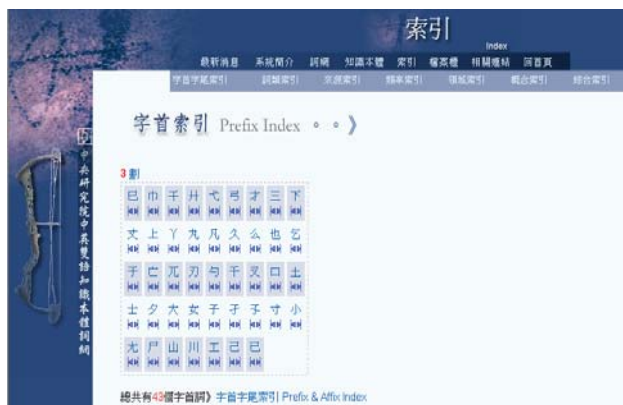 索引
Index
最新消息 系統簡介 詞網 知識本體 索引 檔案櫃 相關連結 回首頁
字首字尾索引 詞類索引 來源索引 頻率索引 領域索引 概念索引 綜合索引
字首索引 Prefix Index
中央研究院中英雙語知識本體詞網
3 劃
巳 巾 干 廾 弋 弓 才 三 下
丈 上 丫 丸 凡 久 么 也 乞
于 亡 兀 刃 勺 千 叉 口 土
士 夕 大 女 子 孑 孓 寸 小
尢 尸 山 川 工 己 已
總共有43個字首詞》字首字尾索引 Prefix & Affix Index